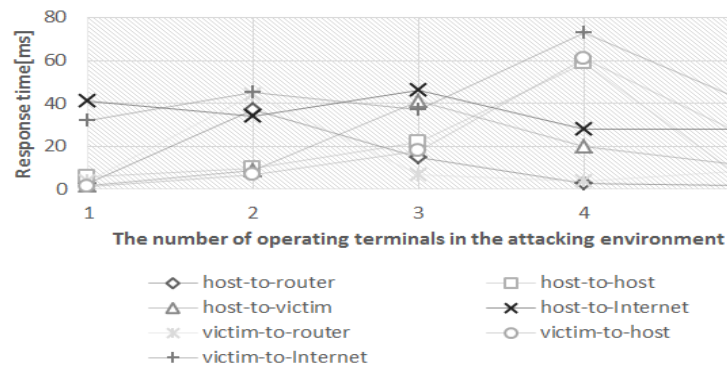 80
60
40
20
0
Response time[ms]
1 2 3 4
The number of operating terminals in the attacking environment
host-to-router host-to-host
host-to-victim host-to-Internet
victim-to-router victim-to-host
victim-to-Internet